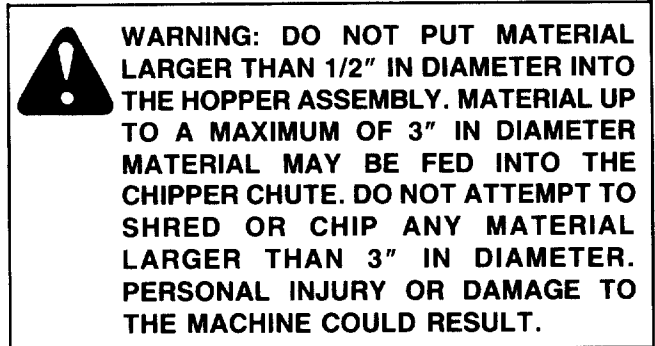 WARNING: DO NOT PUT MATERIAL
LARGER THAN 1/2" IN DIAMETER INTO
THE HOPPER ASSEMBLY. MATERIAL UP
TO A MAXIMUM OF 3" IN DIAMETER
MATERIAL MAY BE FED INTO THE
CHIPPER CHUTE. DO NOT ATTEMPT TO
SHRED OR CHIP ANY MATERIAL
LARGER THAN 3" IN DIAMETER.
PERSONAL INJURY OR DAMAGE TO
THE MACHINE COULD RESULT.